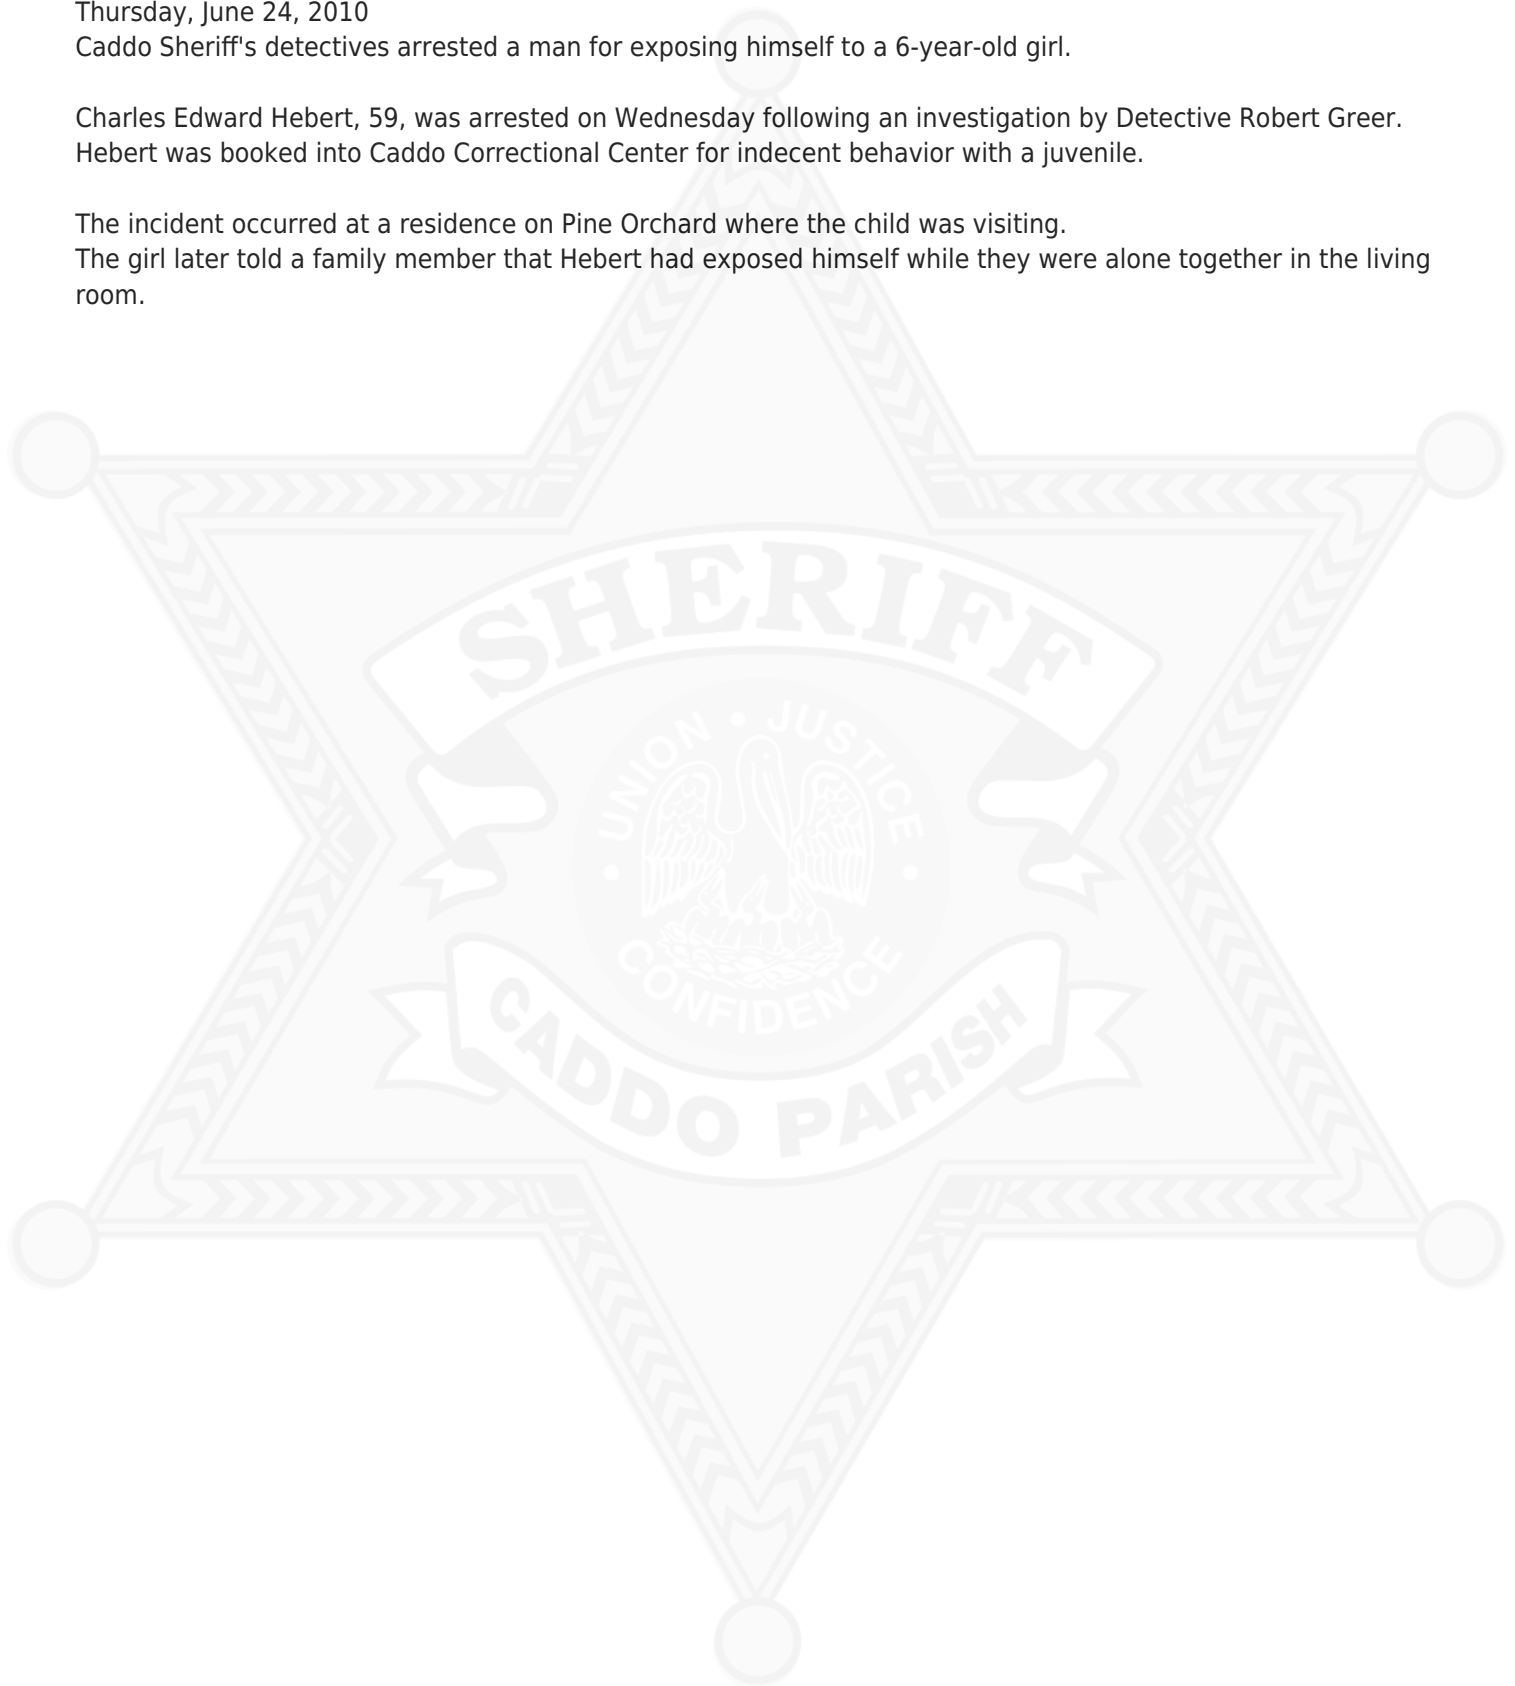 Thursday, June 24, 2010
Caddo Sheriff's detectives arrested a man for exposing himself to a 6-year-old girl.
Charles Edward Hebert, 59, was arrested on Wednesday following an investigation by Detective Robert Greer.
Hebert was booked into Caddo Correctional Center for indecent behavior with a juvenile.
The incident occurred at a residence on Pine Orchard where the child was visiting.
The girl later told a family member that Hebert had exposed himself while they were alone together in the living
room.
SHERIFF
UNION • JUSTICE
• CONFIDENCE •
CADDO PARISH